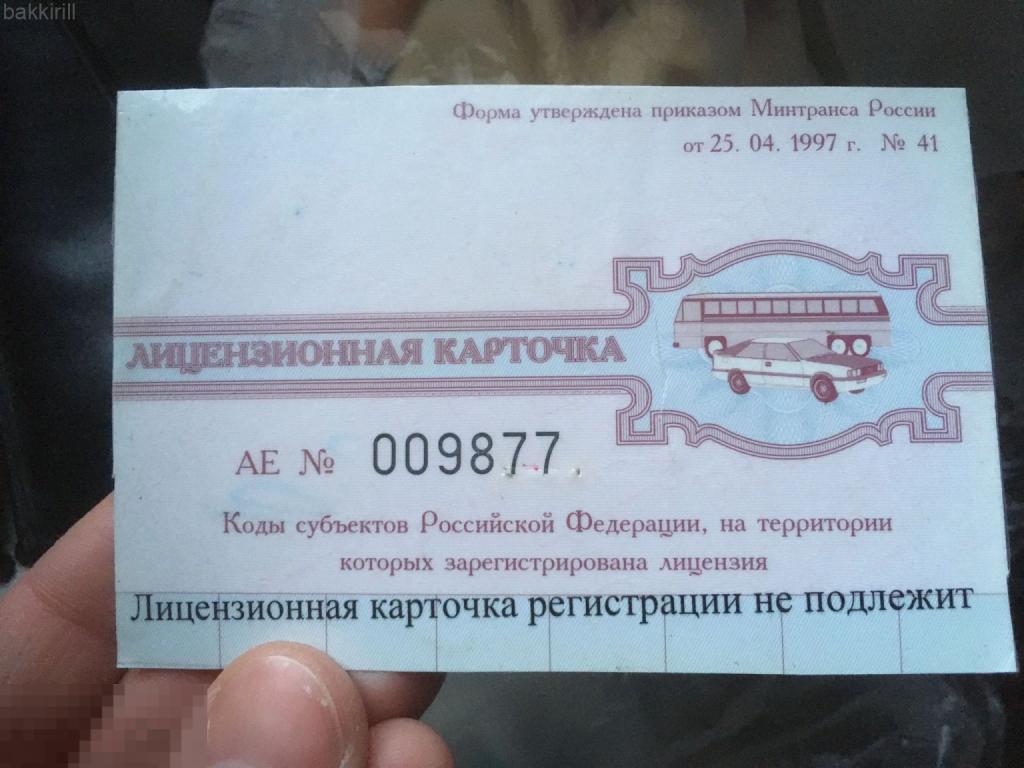 bakkirill
Форма утверждена приказом Минтранса России
от 25. 04. 1997 г. № 41
ЛИЦЕНЗИОННАЯ КАРТОЧКА
АЕ № 009877
Коды субъектов Российской Федерации, на территории
которых зарегистрирована лицензия
Лицензионная карточка регистрации не подлежит